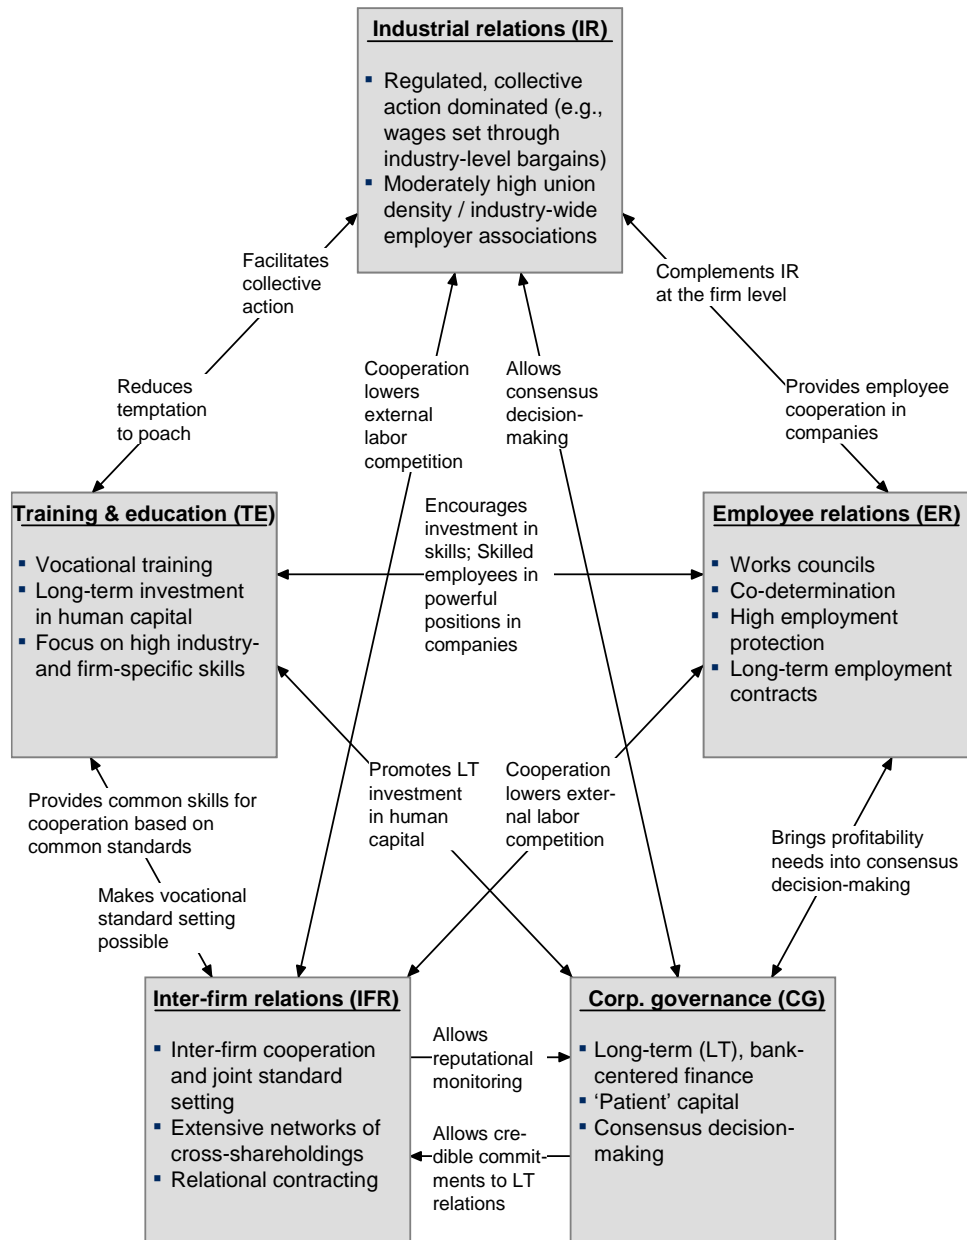 Industrial relations (IR)
▪ Regulated, collective
action dominated (e.g.,
wages set through
industry-level bargains)
▪ Moderately high union
density / industry-wide
employer associations
Facilitates
collective
action
Complements IR
at the firm level
Reduces
temptation
to poach
Cooperation
lowers
external
labor
competition
Allows
consensus
decision-
making
Provides employee
cooperation in
companies
Training & education (TE)
▪ Vocational training
▪ Long-term investment
in human capital
▪ Focus on high industry-
and firm-specific skills
Encourages
investment in
skills; Skilled
employees in
powerful
positions in
companies
Employee relations (ER)
▪ Works councils
▪ Co-determination
▪ High employment
protection
▪ Long-term employment
contracts
Provides common skills for
cooperation based on
common standards
Promotes LT
investment
in human
capital
Cooperation
lowers exter-
nal labor
competition
Brings profitability
needs into consensus
decision-making
Makes vocational
standard setting
possible
Inter-firm relations (IFR)
▪ Inter-firm cooperation
and joint standard
setting
▪ Extensive networks of
cross-shareholdings
▪ Relational contracting
Allows
reputational
monitoring
Allows cre-
dible commit-
ments to LT
relations
Corp. governance (CG)
▪ Long-term (LT), bank-
centered finance
▪ ‘Patient’ capital
▪ Consensus decision-
making